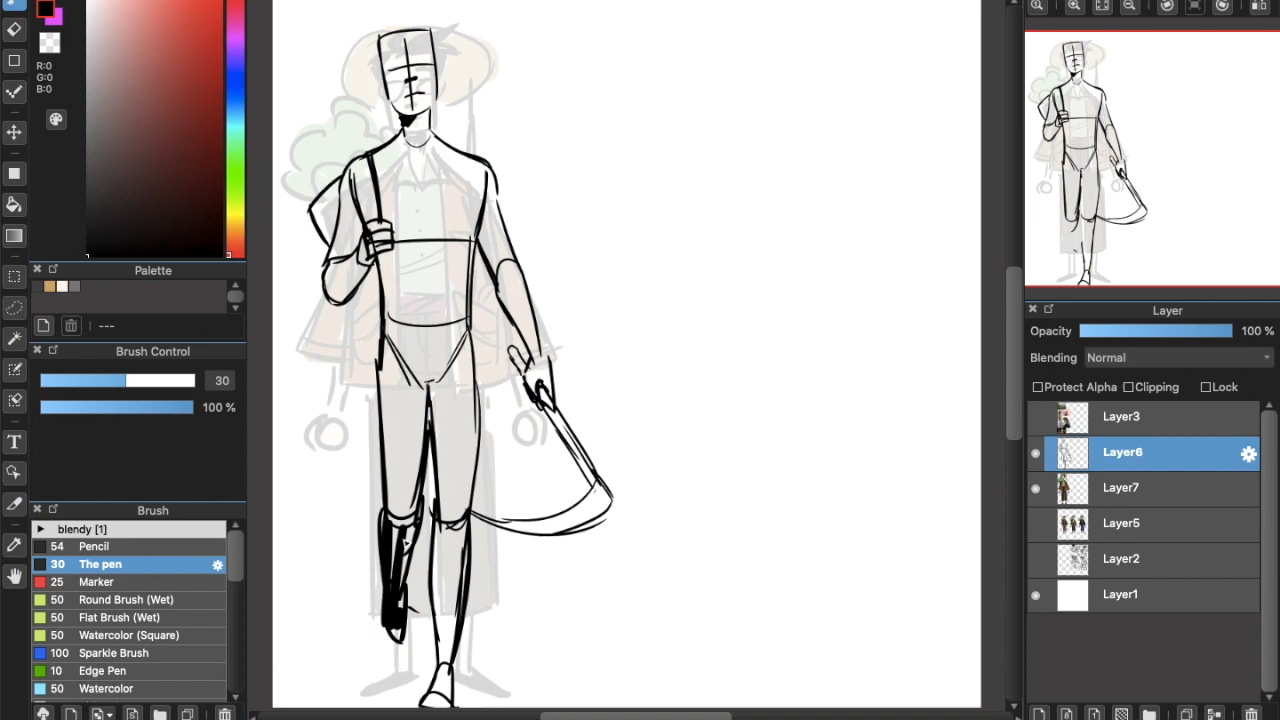 R:0
G:0
B:0
Palette
---
Brush Control
30
100 %
Brush
blendy [1]
54 Pencil
30 The pen
25 Marker
50 Round Brush (Wet)
50 Flat Brush (Wet)
50 Watercolor (Square)
100 Sparkle Brush
10 Edge Pen
50 Watercolor
T
Layer
Opacity 100 %
Blending Normal
Protect Alpha Clipping Lock
Layer3
Layer6
Layer7
Layer5
Layer2
Layer1